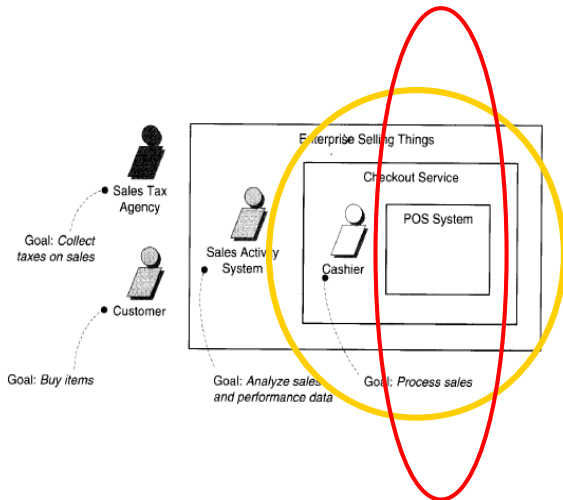 Enterprise Selling Things
Checkout Service
POS System
Sales Tax
Agency
Goal: Collect
taxes on sales
Sales Activity
System
Cashier
Customer
Goal: Buy items
Goal: Analyze sales
and performance data
Goal: Process sales